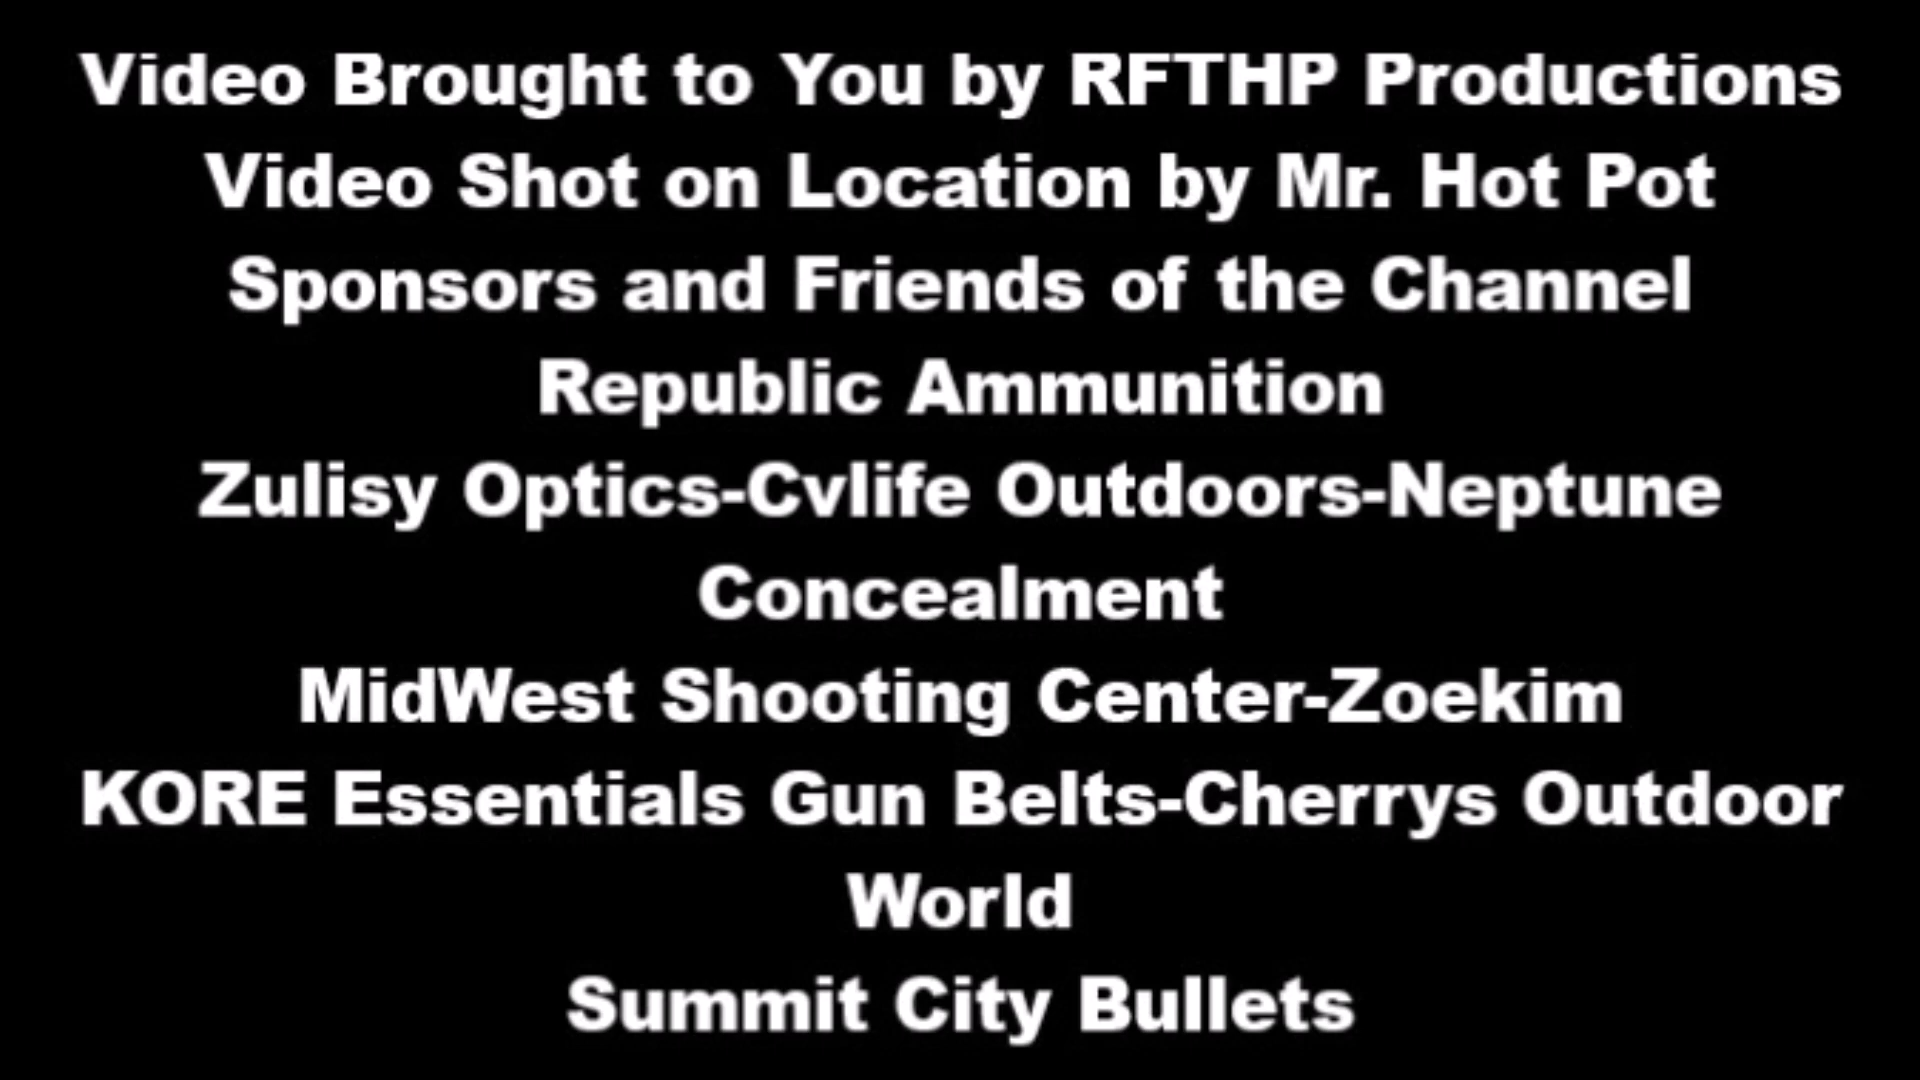 Video Brought to You by RFTHP Productions
Video Shot on Location by Mr. Hot Pot
Sponsors and Friends of the Channel
Republic Ammunition
Zulisy Optics-Cvlife Outdoors-Neptune
Concealment
MidWest Shooting Center-Zoekim
KORE Essentials Gun Belts-Cherrys Outdoor
World
Summit City Bullets